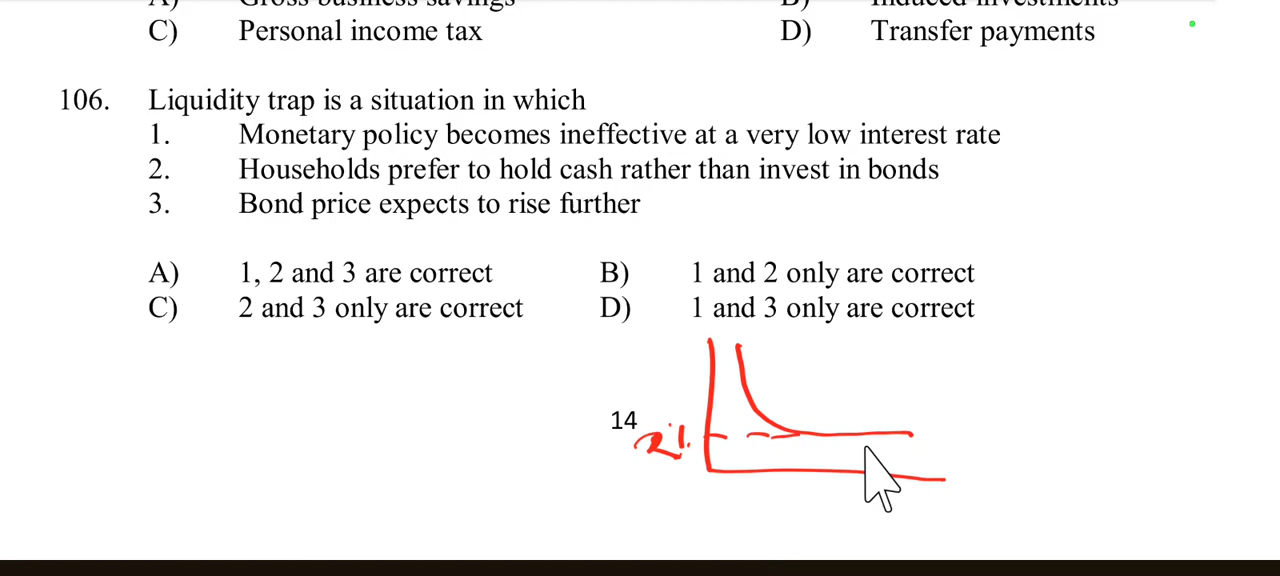 C) Personal income tax D) Transfer payments
106. Liquidity trap is a situation in which
1. Monetary policy becomes ineffective at a very low interest rate
2. Households prefer to hold cash rather than invest in bonds
3. Bond price expects to rise further
A) 1, 2 and 3 are correct B) 1 and 2 only are correct
C) 2 and 3 only are correct D) 1 and 3 only are correct
14
2%